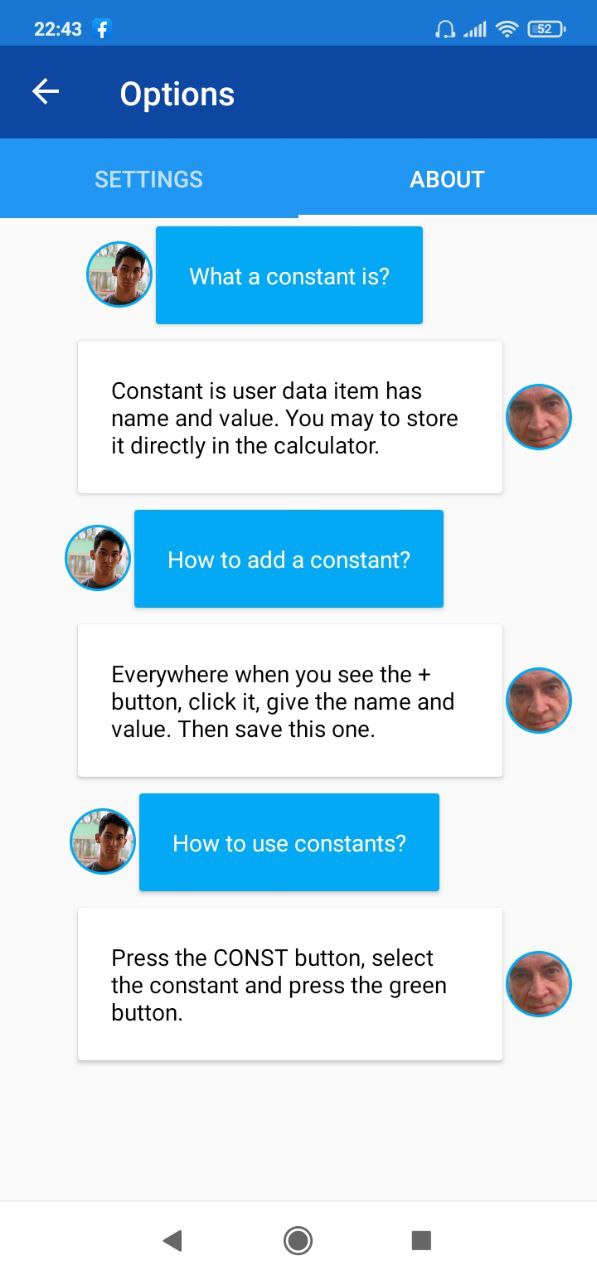 22:43
52
Options
SETTINGS
ABOUT
What a constant is?
Constant is user data item has
name and value. You may to store
it directly in the calculator.
How to add a constant?
Everywhere when you see the +
button, click it, give the name and
value. Then save this one.
How to use constants?
Press the CONST button, select
the constant and press the green
button.